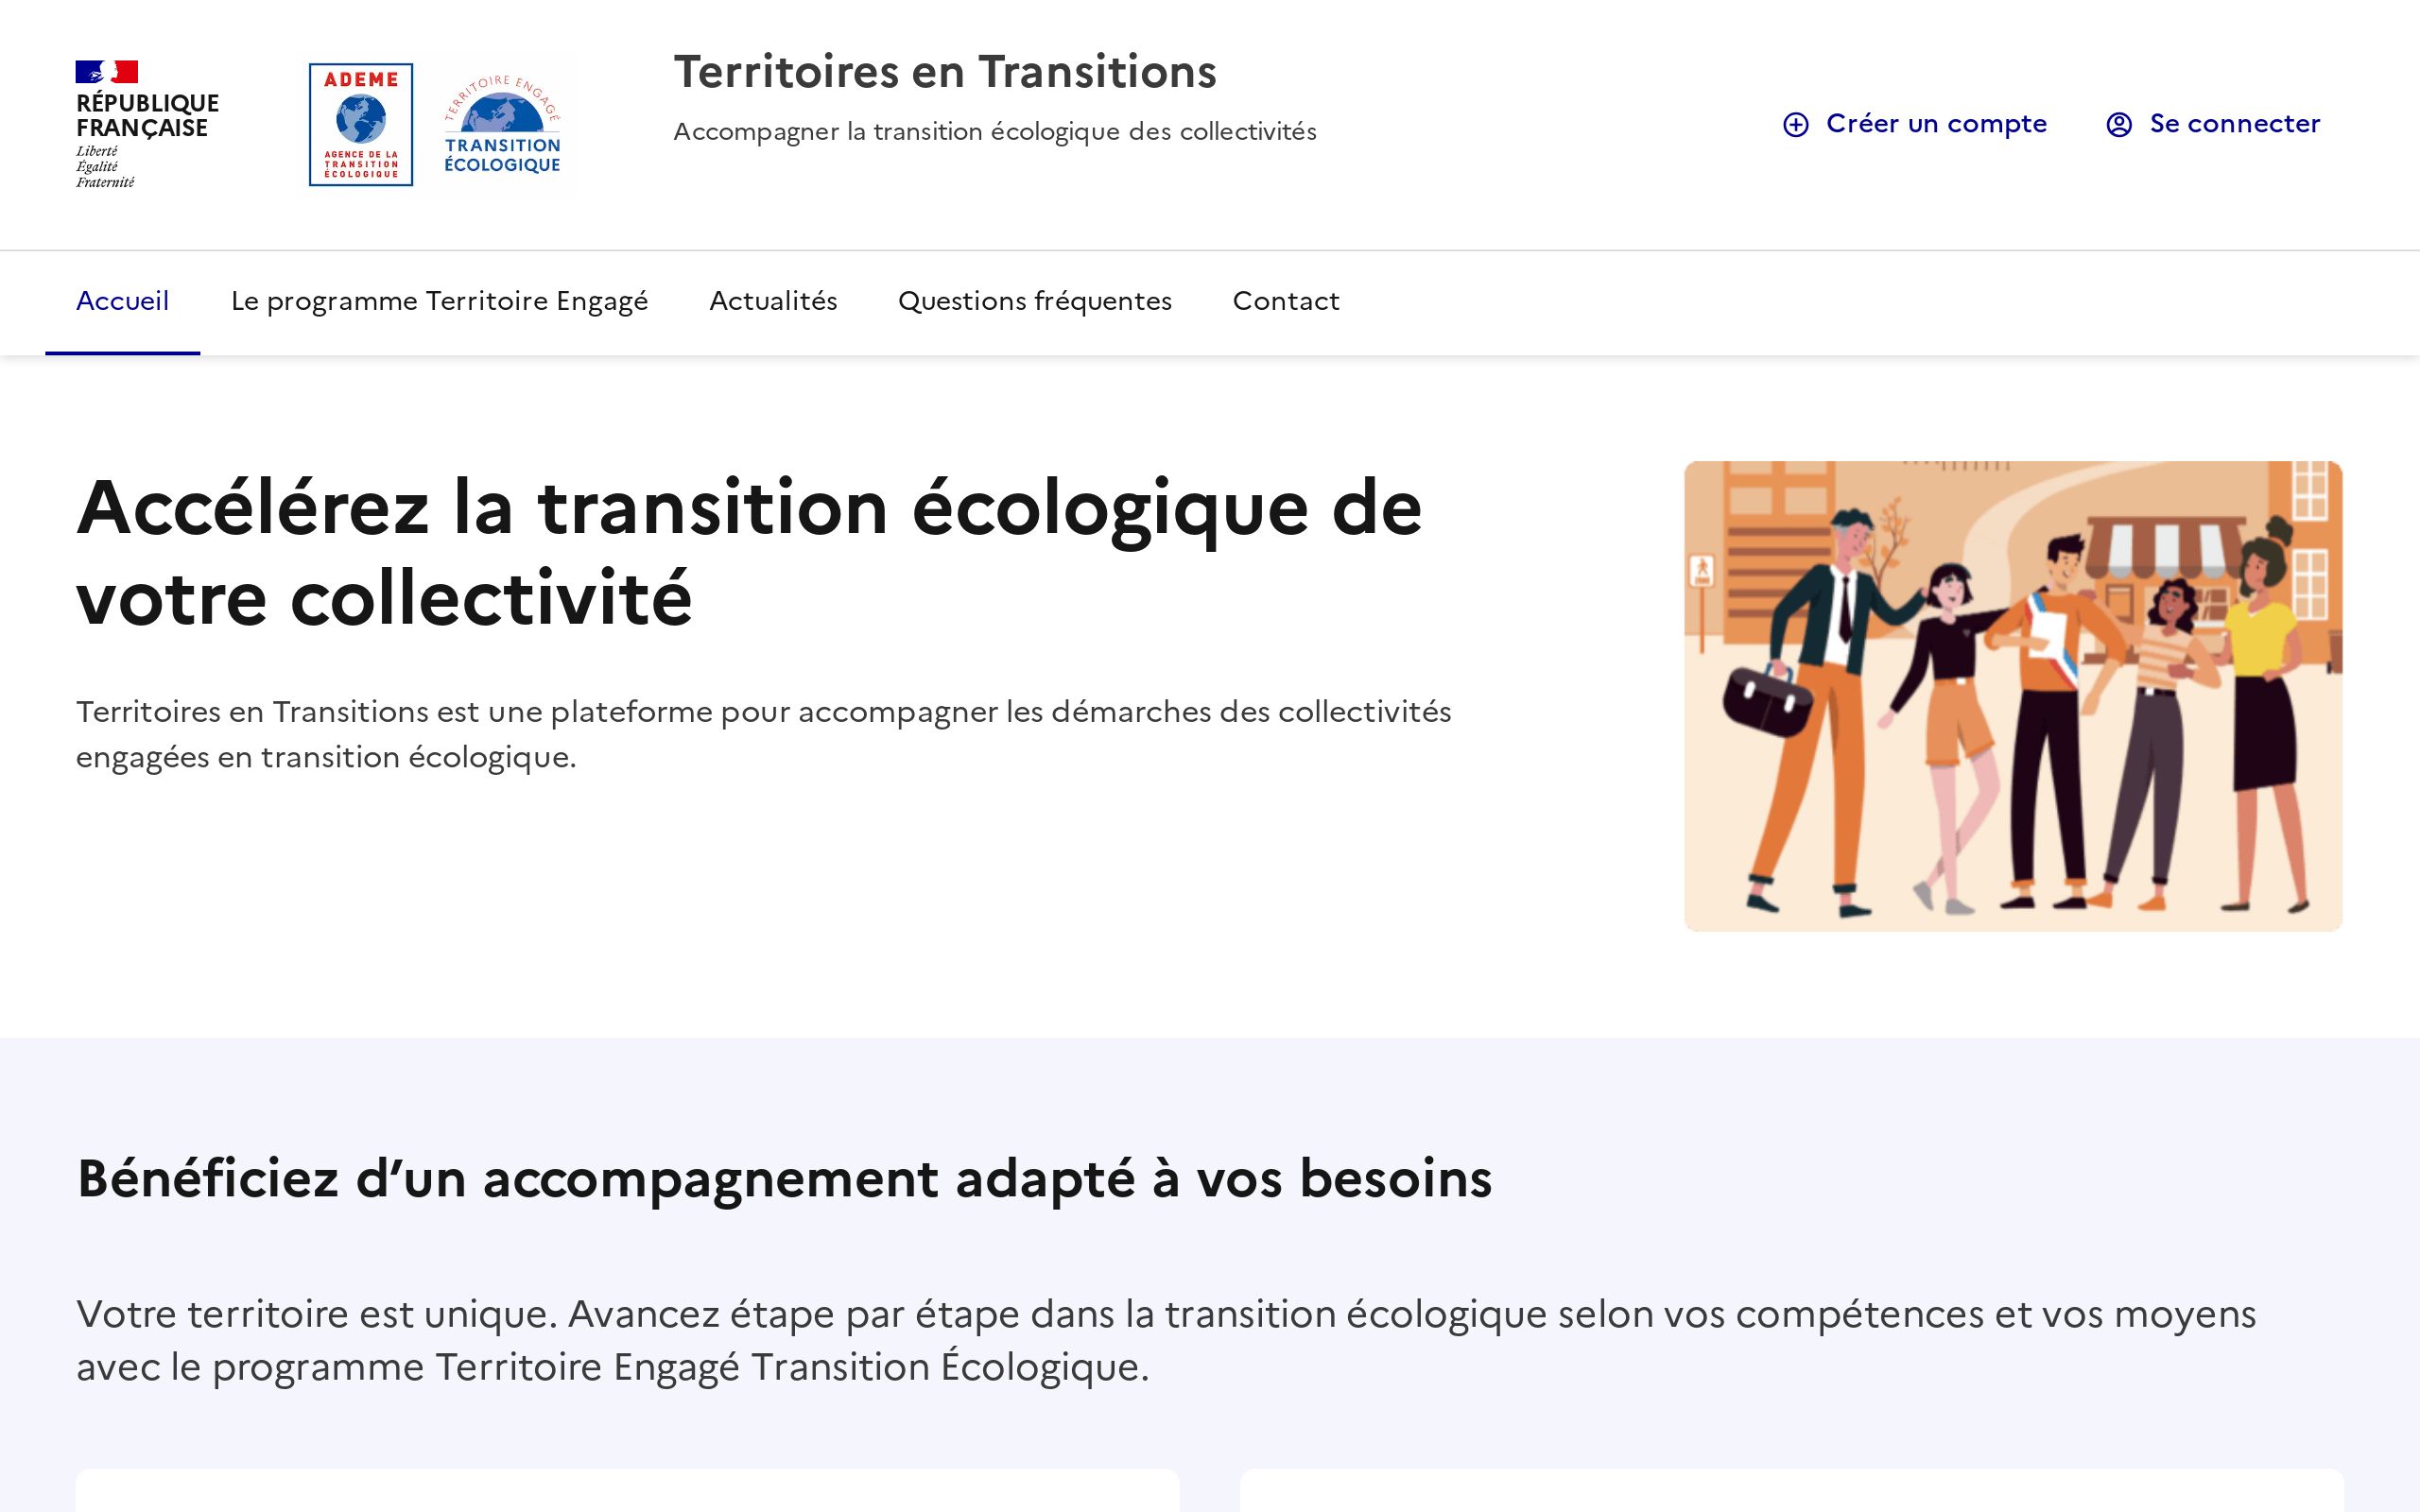 RÉPUBLIQUE
FRANÇAISE
Liberté
Égalité
Fraternité
ADEME
AGENCE DE LA
TRANSITION
ÉCOLOGIQUE
TERRITOIRE ENGAGÉ
TRANSITION
ÉCOLOGIQUE
Territoires en Transitions
Accompagner la transition écologique des collectivités
Créer un compte
Se connecter
Accueil
Le programme Territoire Engagé
Actualités
Questions fréquentes
Contact
Accélérez la transition écologique de
votre collectivité
Territoires en Transitions est une plateforme pour accompagner les démarches des collectivités
engagées en transition écologique.
Bénéficiez d’un accompagnement adapté à vos besoins
Votre territoire est unique. Avancez étape par étape dans la transition écologique selon vos compétences et vos moyens
avec le programme Territoire Engagé Transition Écologique.